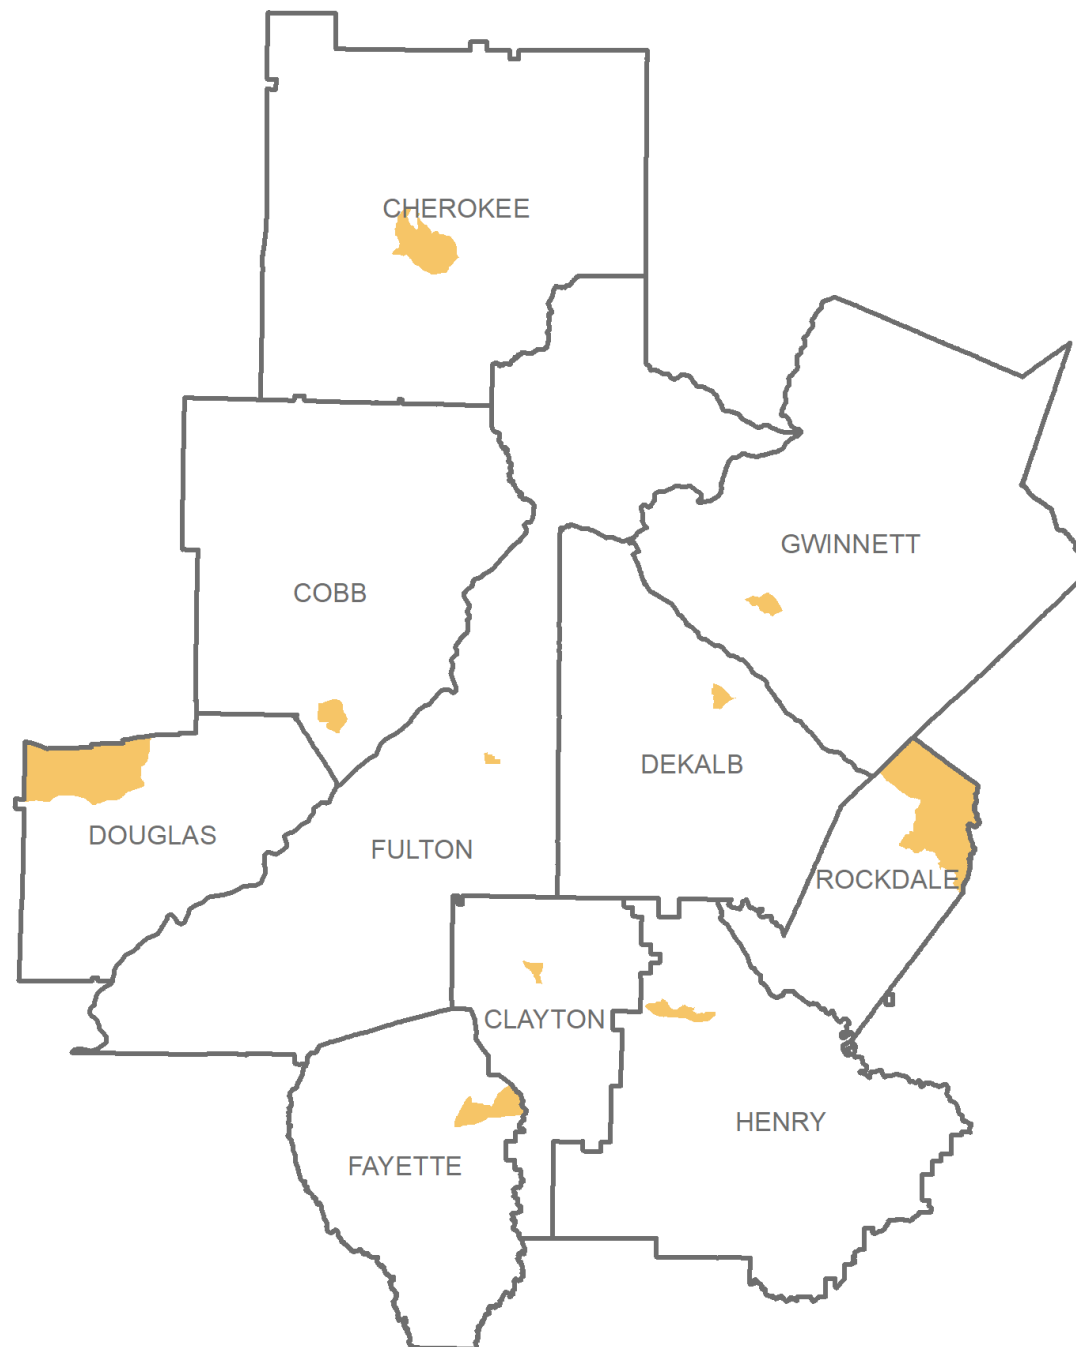 CHEROKEE
GWINNETT
COBB
DEKALB
DOUGLAS
FULTON
ROCKDALE
CLAYTON
HENRY
FAYETTE